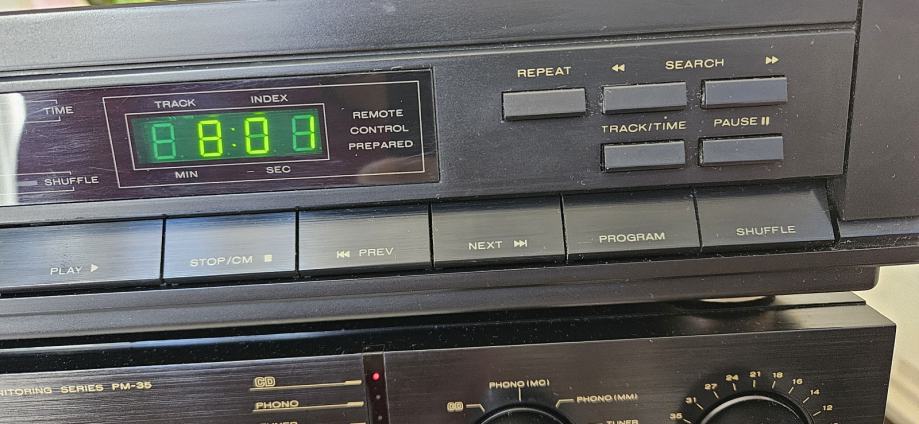 REPEAT
SEARCH
TIME
TRACK INDEX
REMOTE
CONTROL
PREPARED
8:01
TRACK/TIME
PAUSE
MIN SEC
SHUFFLE
PLAY
STOP/CM
PREV
NEXT
PROGRAM
SHUFFLE
SERIES PM-35
CD
PHONO
TUNER
PHONO (MC)
CD
PHONO (MM)
TUNER
35 31 27 24 21 18 16 14 12